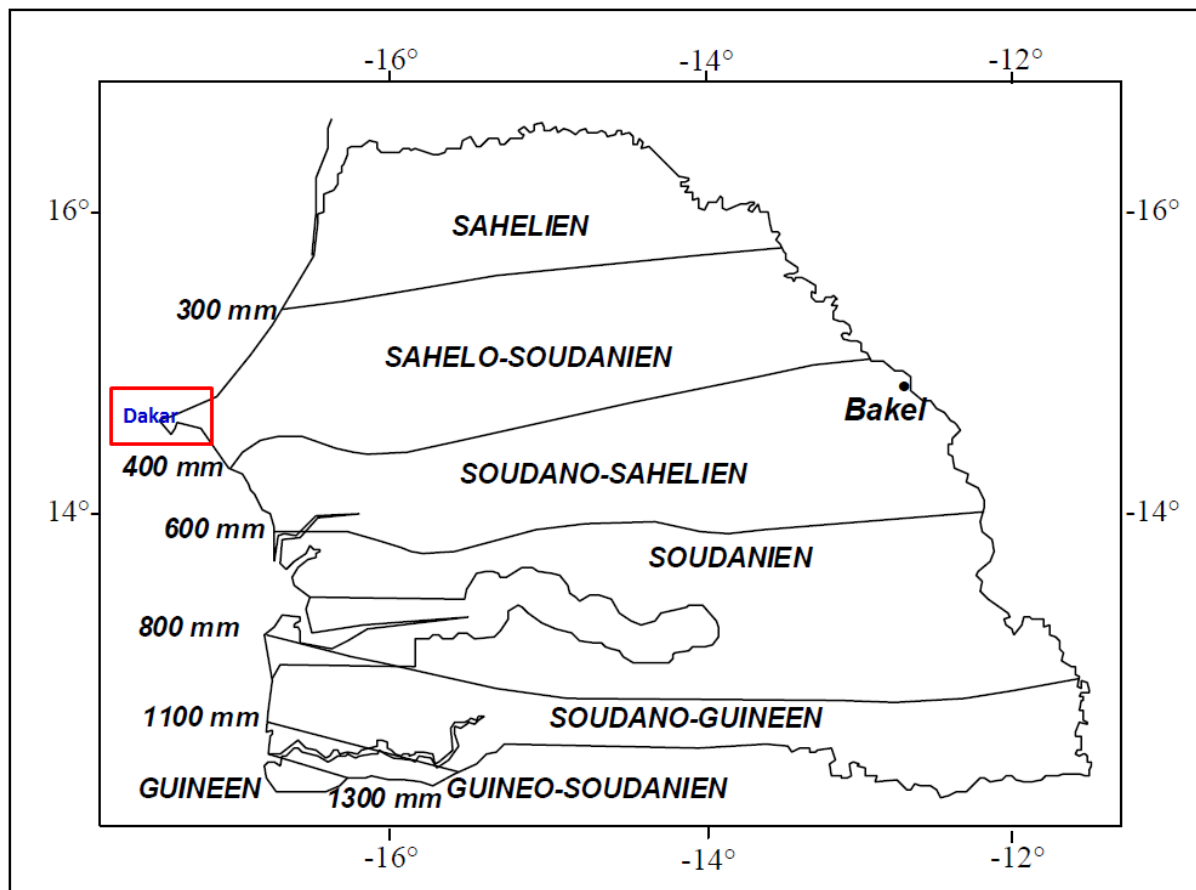 -16°
-14°
-12°
16°
-16°
SAHELIEN
300 mm
SAHELO-SOUDANIEN
Dakar
Bakel
400 mm
SOUDANO-SAHELIEN
14°
-14°
600 mm
SOUDANIEN
800 mm
1100 mm
SOUDANO-GUINEEN
GUINEEN
1300 mm
GUINEO-SOUDANIEN
-16°
-14°
-12°